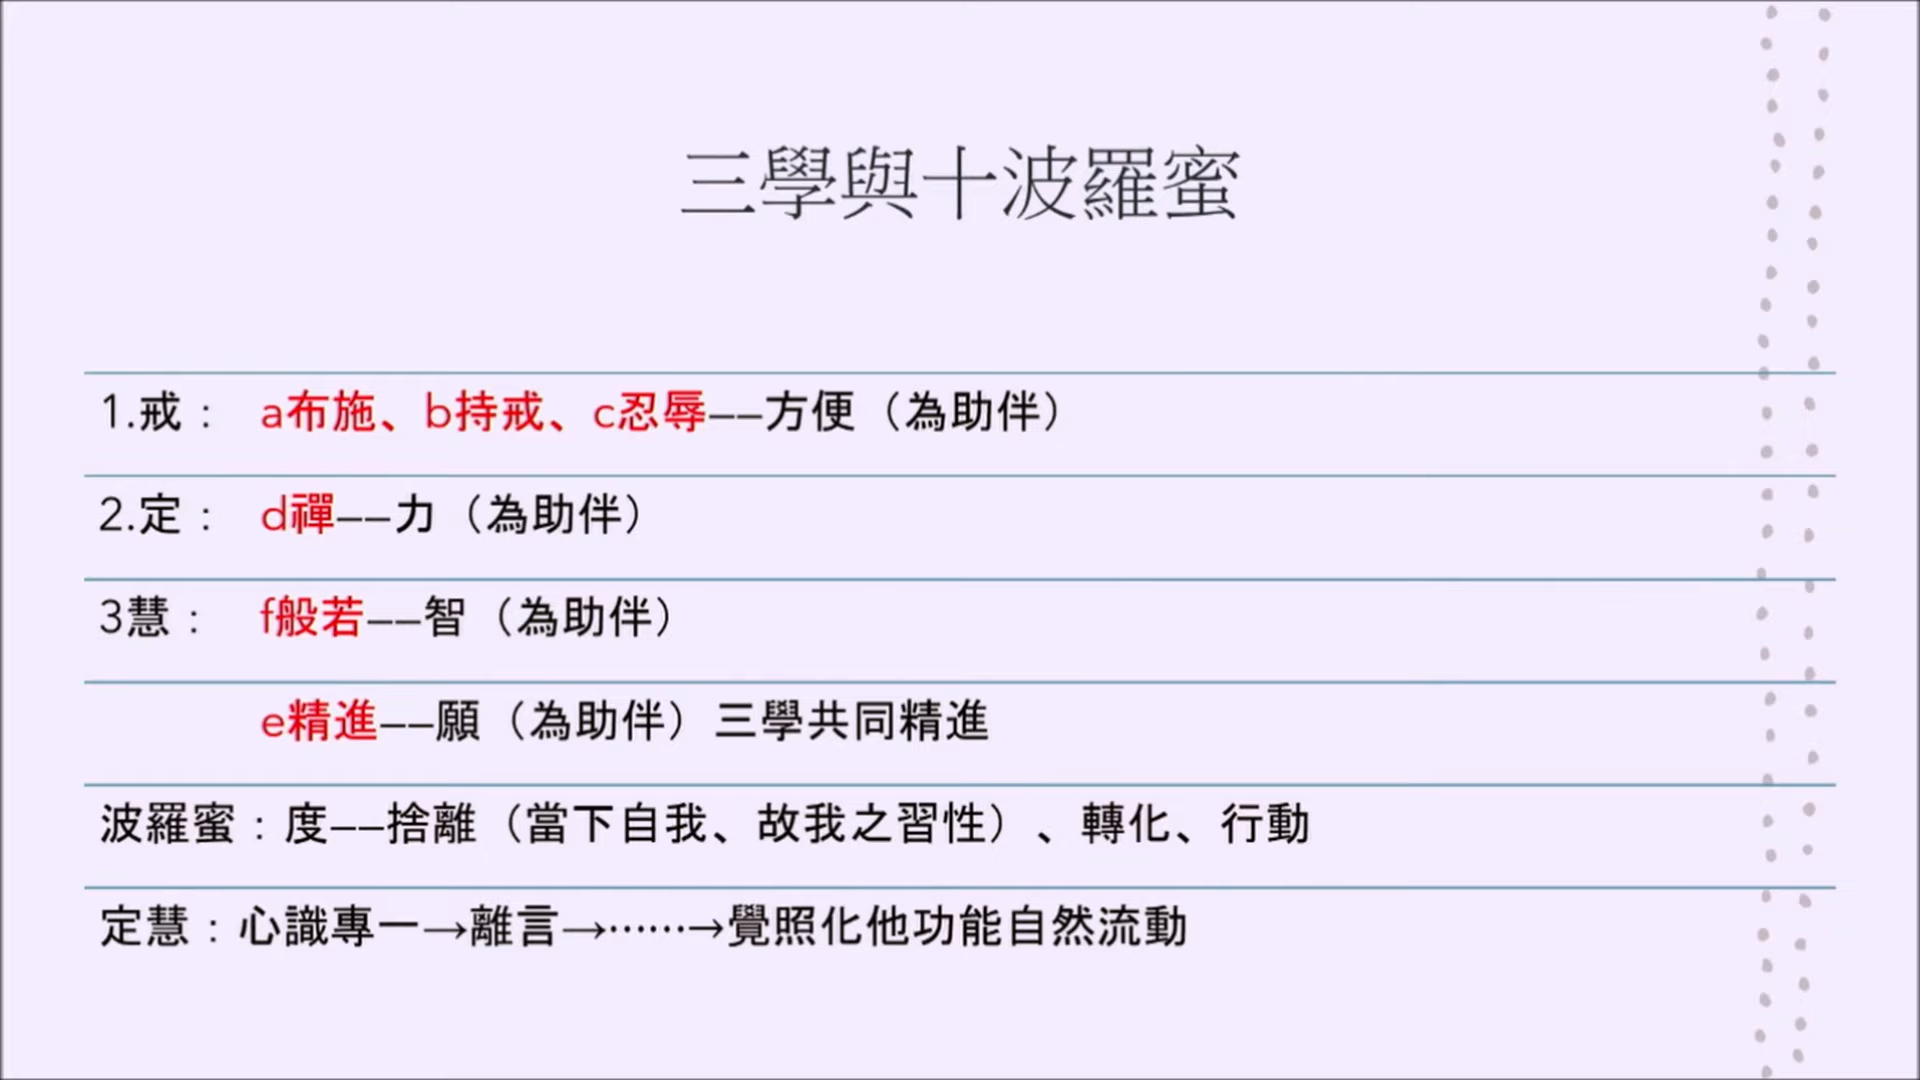 三學與十波羅蜜
1.戒： a布施、b持戒、c忍辱——方便（為助伴）
2.定： d禪——力（為助伴）
3慧： f般若——智（為助伴）
e精進——願（為助伴）三學共同精進
波羅蜜：度——捨離（當下自我、故我之習性）、轉化、行動
定慧：心識專一→離言→⋯⋯→覺照化他功能自然流動